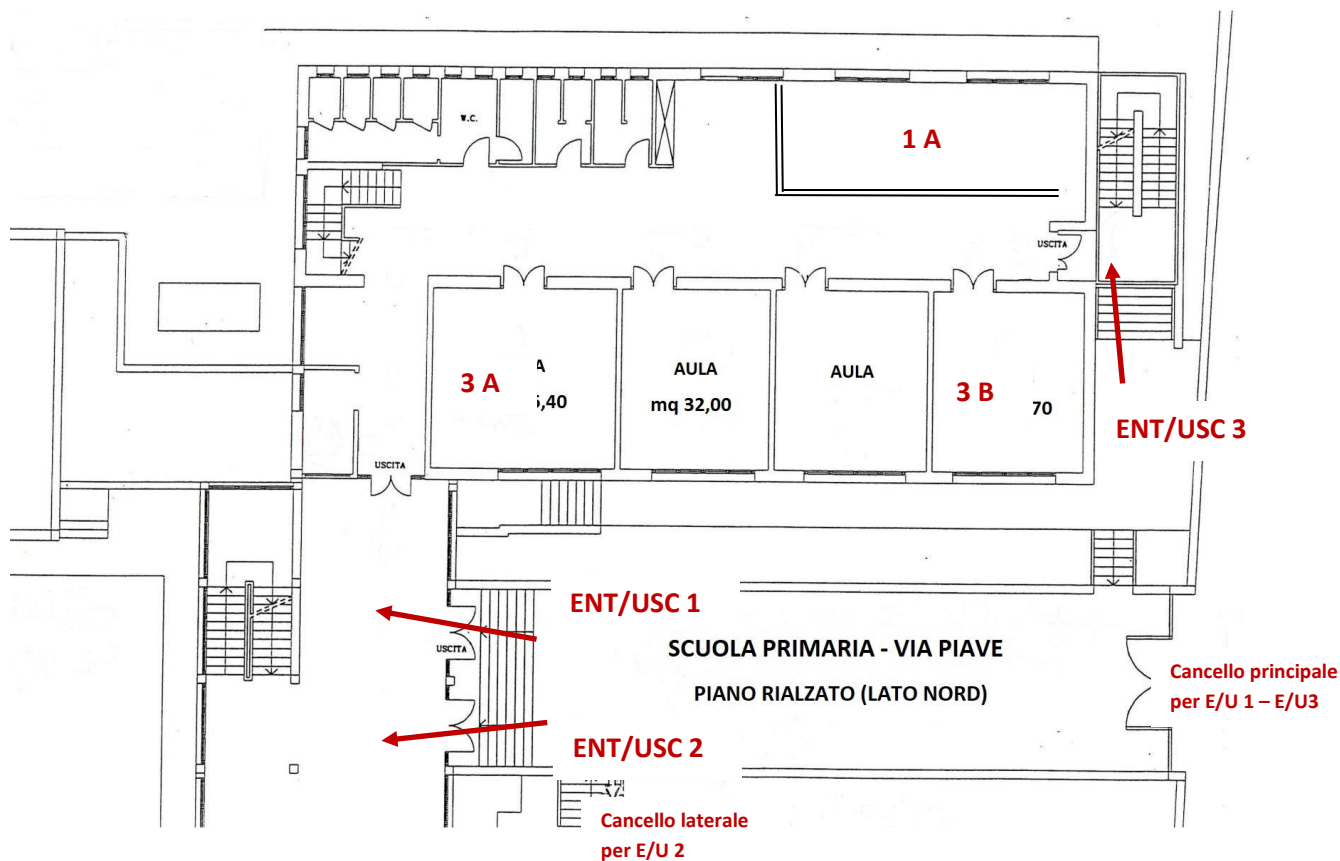 W.C.
1 A
USCITA
3 A
A
5,40
AULA
mq 32,00
AULA
3 B
70
ENT/USC 3
USCITA
ENT/USC 1
USCITA
SCUOLA PRIMARIA - VIA PIAVE
PIANO RIALZATO (LATO NORD)
Cancello principale
per E/U 1 – E/U3
ENT/USC 2
Cancello laterale
per E/U 2